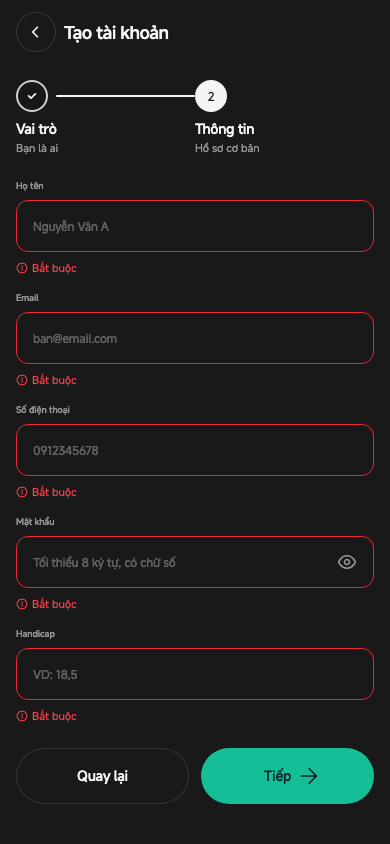 Tạo tài khoản
2
Vai trò
Thông tin
Bạn là ai
Hồ sơ cơ bản
Họ tên
Nguyễn Văn A
Bắt buộc
Email
ban@email.com
Bắt buộc
Số điện thoại
0912345678
Bắt buộc
Mật khẩu
Tối thiểu 8 ký tự, có chữ số
Bắt buộc
Handicap
VD: 18,5
Bắt buộc
Quay lại
Tiếp